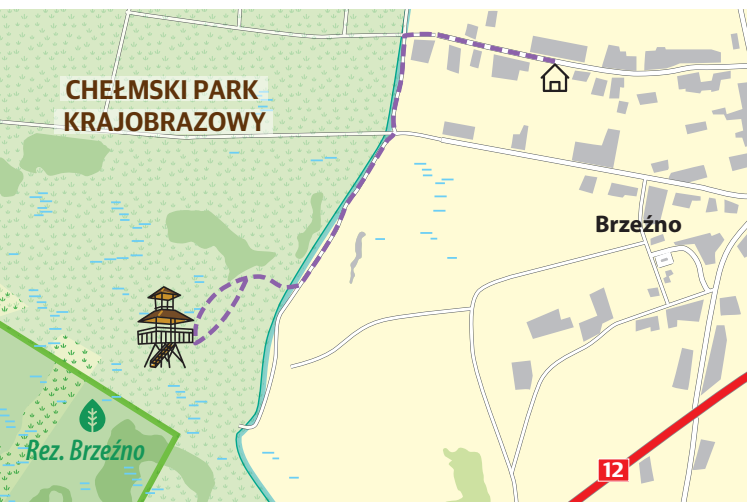 CHEŁMSKI PARK
KRAJOBRAZOWY
Brzeźno
Rez. Brzeźno
12